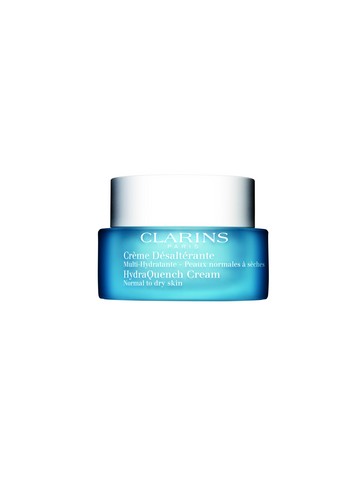 CLARINS
PARIS
Crème Désaltérante
Multi-Hydratante - Peaux normales à sèches
HydraQuench Cream
Normal to dry skin